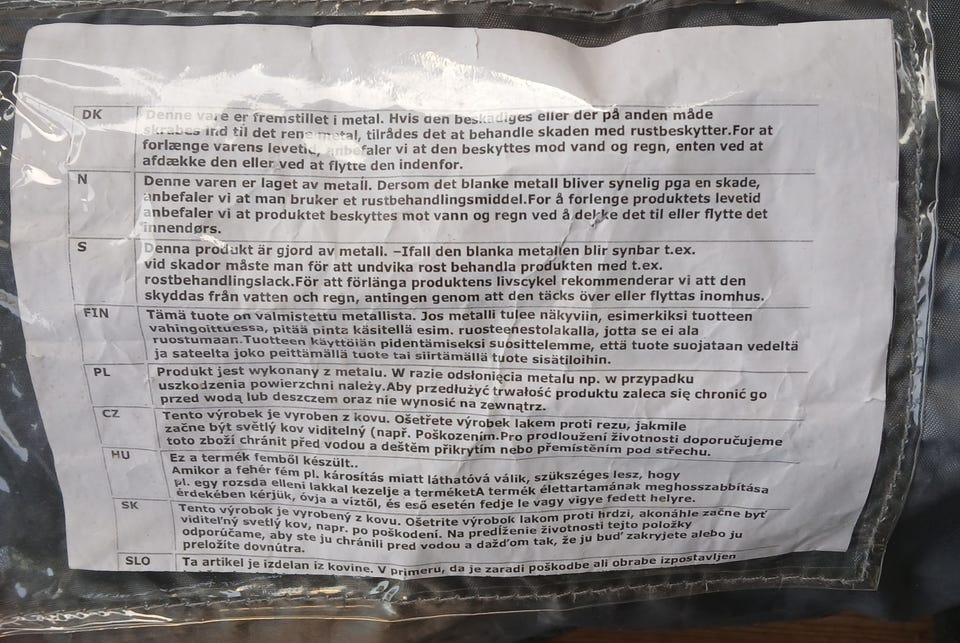 DK Denne vare er fremstillet i metal. Hvis den beskadiges eller der på anden måde
skrabes ind til det rene metal, tilrådes det at behandle skaden med rustbeskytter.For at
forlænge varens levetid, anbefaler vi at den beskyttes mod vand og regn, enten ved at
afdække den eller ved at flytte den indenfor.
N Denne varen er laget av metall. Dersom det blanke metall bliver synelig pga en skade,
anbefaler vi at man bruker et rustbehandlingsmiddel.For å forlenge produktets levetid
anbefaler vi at produktet beskyttes mot vann og regn ved å dekke det til eller flytte det
innendørs.
S Denna produkt är gjord av metall. –Ifall den blanka metallen blir synbar t.ex.
vid skador måste man för att undvika rost behandla produkten med t.ex.
rostbehandlingslack.För att förlänga produktens livscykel rekommenderar vi att den
skyddas från vatten och regn, antingen genom att den täcks över eller flyttas inomhus.
FIN Tämä tuote on valmistettu metallista. Jos metalli tulee näkyviin, esimerkiksi tuotteen
vahingoittuessa, pitää pinta käsitellä esim. ruosteenestolakalla, jotta se ei ala
ruostumaan.Tuotteen käyttöiän pidentämiseksi suosittelemme, että tuote suojataan vedeltä
ja sateelta joko peittämällä tuote tai siirtämällä tuote sisätiloihin.
PL Produkt jest wykonany z metalu. W razie odsłonięcia metalu np. w przypadku
uszkodzenia powierzchni należy.Aby przedłużyć trwałość produktu zaleca się chronić go
przed wodą lub deszczem oraz nie wynosić na zewnątrz.
CZ Tento výrobek je vyroben z kovu. Ošetřete výrobek lakem proti rezu, jakmile
začne být světlý kov viditelný (např. Poškozením.Pro prodloužení životnosti doporučujeme
toto zboží chránit před vodou a deštěm přikrytím nebo přemístěním pod střechu.
HU Ez a termék femből készült..
Amikor a fehér fém pl. károsítás miatt láthatóvá válik, szükszéges lesz, hogy
pl. egy rozsda elleni lakkal kezelje a terméketA termék élettartamának meghosszabbítása
érdekében kérjük, óvja a víztől, és eső esetén fedje le vagy vigye fedett helyre.
SK Tento výrobok je vyrobený z kovu. Ošetrite výrobok lakom proti hrdzi, akonáhle začne byť
viditeľný svetlý kov, napr. po poškodení. Na predĺženie životnosti tejto položky
odporúčame, aby ste ju chránili pred vodou a dažďom tak, že ju buď zakryjete alebo ju
preložíte dovnútra.
SLO Ta artikel je izdelan iz kovine. V primeru, da je zaradi poškodbe ali obrabe izpostavljen